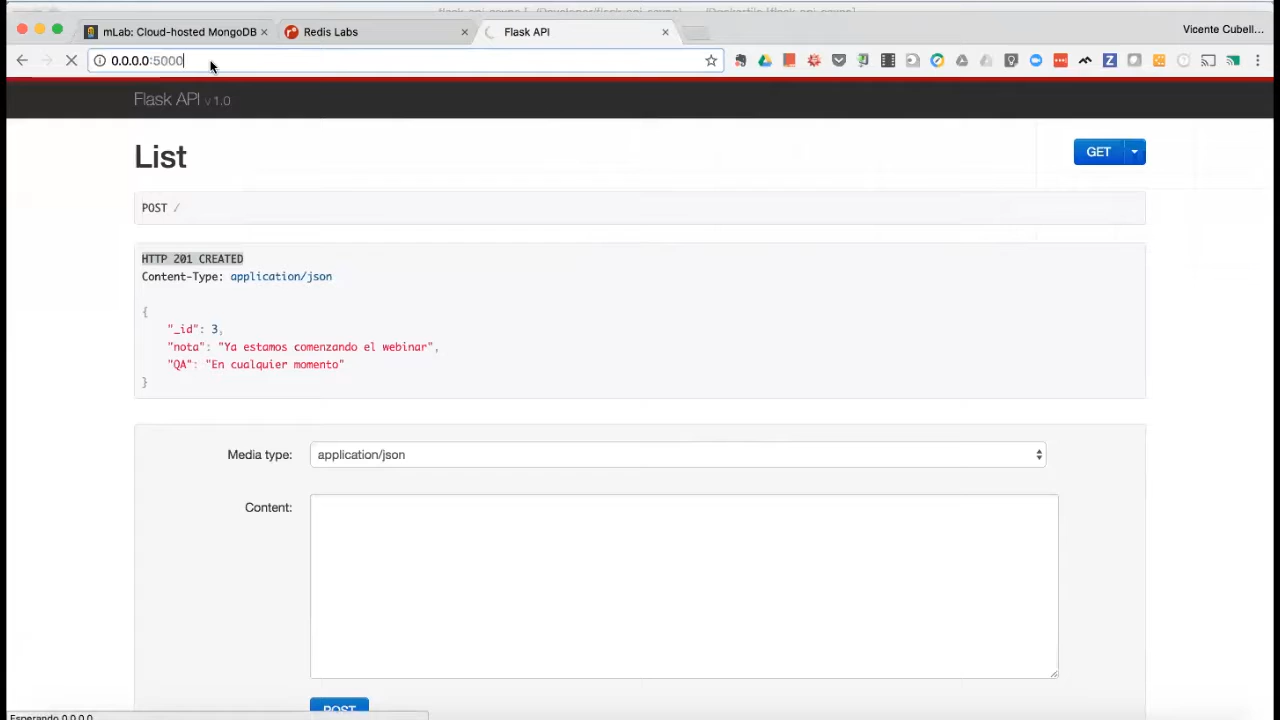 mLab: Cloud-hosted MongoDB
Redis Labs
Flask API
Vicente Cubell...
0.0.0.0:5000
Flask API v 1.0
List
GET
POST /
HTTP 201 CREATED
Content-Type: application/json
{
"_id": 3,
"nota": "Ya estamos comenzando el webinar",
"QA": "En cualquier momento"
}
Media type:
application/json
Content:
POST
Esperando 0.0.0.0